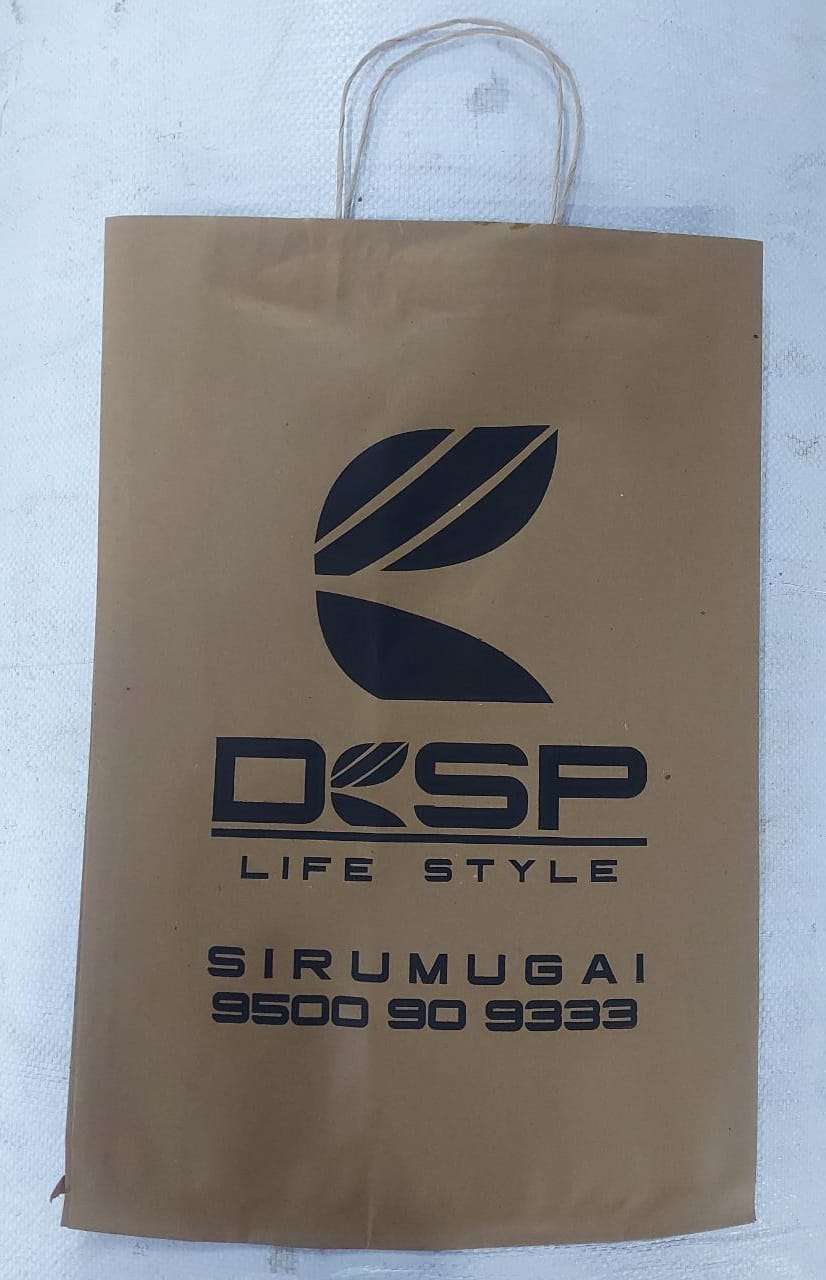 DKSP
LIFE STYLE
SIRUMUGAI
9500 90 9333